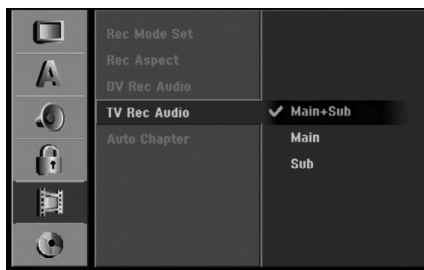 Rec Mode Set
Rec Aspect
DV Rec Audio
TV Rec Audio
Auto Chapter
Main+Sub
Main
Sub